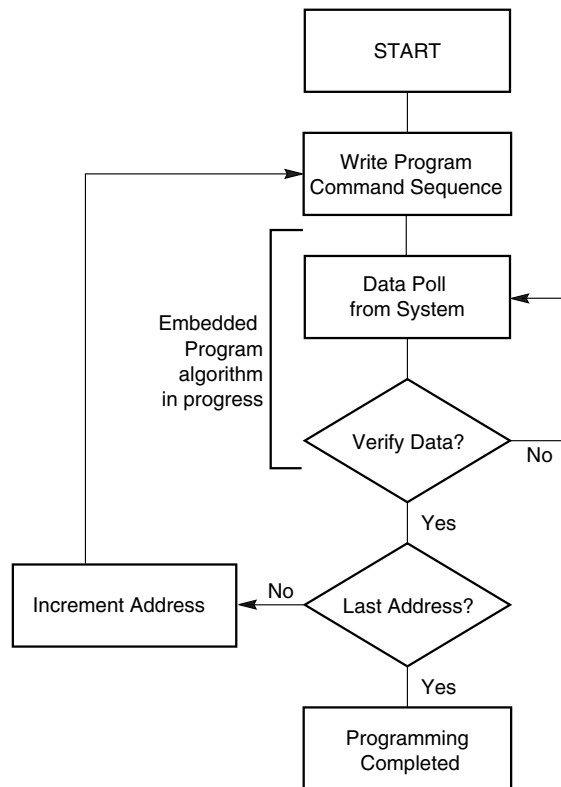 START
Write Program
Command Sequence
Data Poll
from System
Embedded
Program
algorithm
in progress
Verify Data?
No
Yes
No
Increment Address
Last Address?
Yes
Programming
Completed